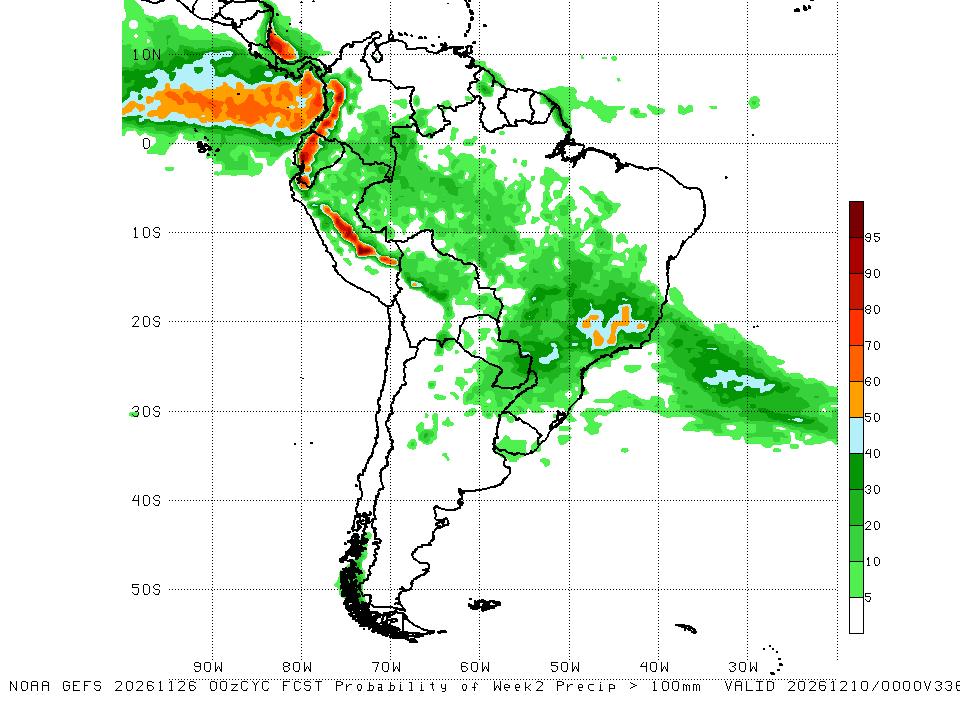 10N
0
10S
20S
30S
40S
50S
90W
80W
70W
60W
50W
40W
30W
95
90
80
70
60
50
40
30
20
10
5
NOAA GEFS 20261126 00zCYC FCST Probability of Week2 Precip > 100mm VALID 20261210/0000V336